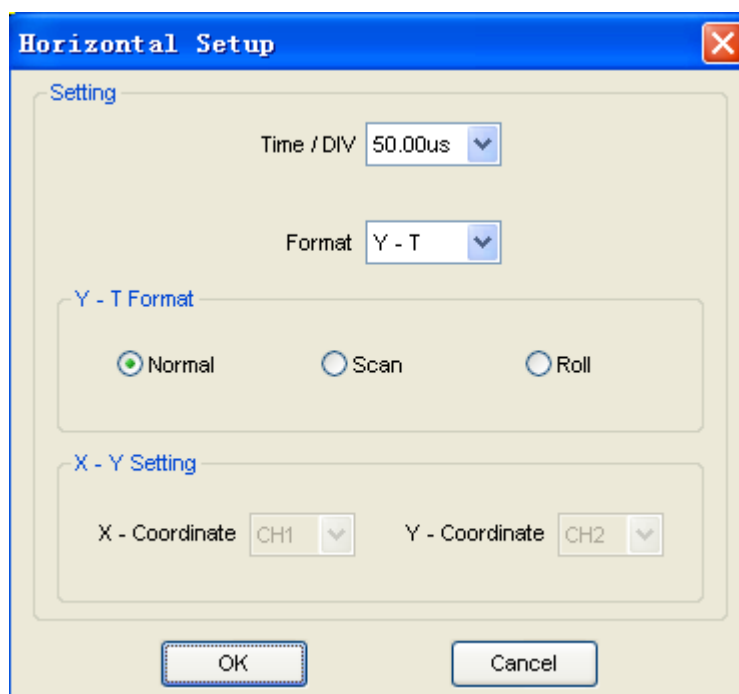 Horizontal Setup
Setting
Time / DIV 50.00us
Format Y - T
Y - T Format
Normal Scan Roll
X - Y Setting
X - Coordinate CH1 Y - Coordinate CH2
OK Cancel